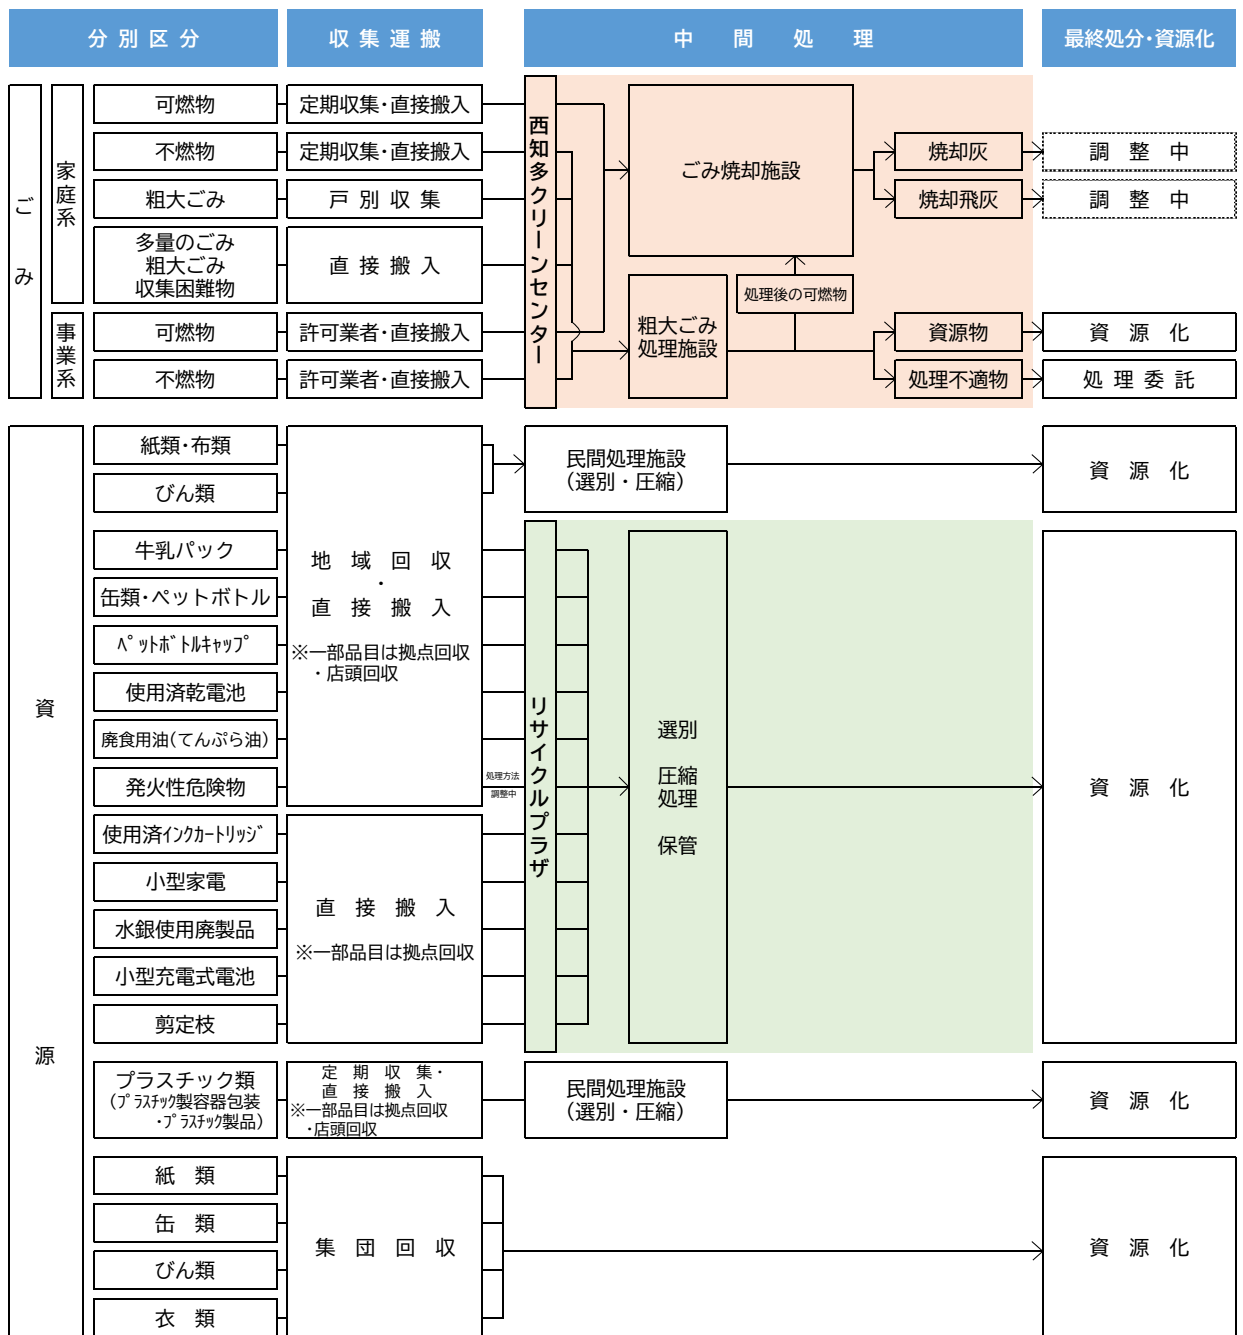 分別区分
収集運搬
中間処理
最終処分･資源化
ごみ
家庭系
可燃物
定期収集･直接搬入
不燃物
定期収集･直接搬入
粗大ごみ
戸別収集
多量のごみ
粗大ごみ
収集困難物
直接搬入
事業系
可燃物
許可業者･直接搬入
不燃物
許可業者･直接搬入
西知多クリーンセンター
ごみ焼却施設
焼却灰
調整中
焼却飛灰
調整中
処理後の可燃物
粗大ごみ
処理施設
資源物
資源化
処理不適物
処理委託
資源
紙類･布類
びん類
牛乳パック
缶類･ペットボトル
ﾍﾟｯﾄﾎﾞﾄﾙｷｬｯﾌﾟ
使用済乾電池
廃食用油(てんぷら油)
発火性危険物
地域回収
・
直接搬入
※一部品目は拠点回収
・店頭回収
処理方法
調整中
使用済ｲﾝｸｶｰﾄﾘｯｼﾞ
小型家電
水銀使用廃製品
小型充電式電池
剪定枝
直接搬入
※一部品目は拠点回収
民間処理施設
（選別・圧縮）
資源化
リサイクルプラザ
選別
圧縮
処理
保管
資源化
プラスチック類
(ﾌﾟﾗｽﾁｯｸ製容器包装
･ﾌﾟﾗｽﾁｯｸ製品)
定期収集･
直接搬入
※一部品目は拠点回収
･店頭回収
民間処理施設
（選別・圧縮）
資源化
紙類
缶類
びん類
衣類
集団回収
資源化